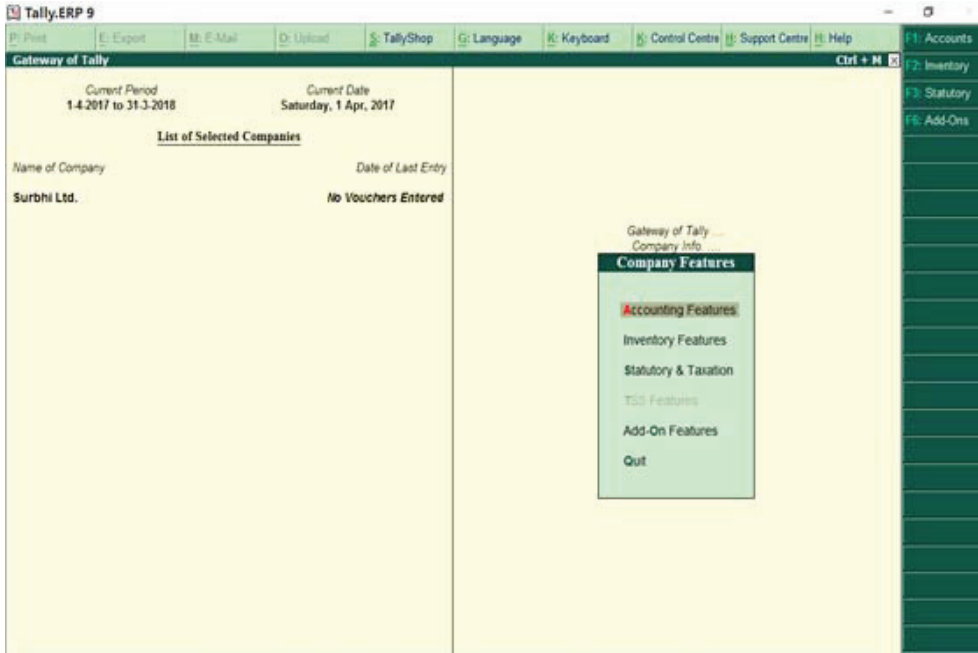 Tally.ERP 9
P: Print E: Export M: E-Mail O: Upload S: TallyShop G: Language K: Keyboard K: Control Centre H: Support Centre H: Help
Gateway of Tally Ctrl + M
Current Period Current Date
1-4-2017 to 31-3-2018 Saturday, 1 Apr, 2017
List of Selected Companies
Name of Company Date of Last Entry
Surbhi Ltd. No Vouchers Entered
Gateway of Tally ...
Company Info. ....
Company Features
Accounting Features
Inventory Features
Statutory & Taxation
TSS Features
Add-On Features
Quit
F1: Accounts
F2: Inventory
F3: Statutory
F6: Add-Ons